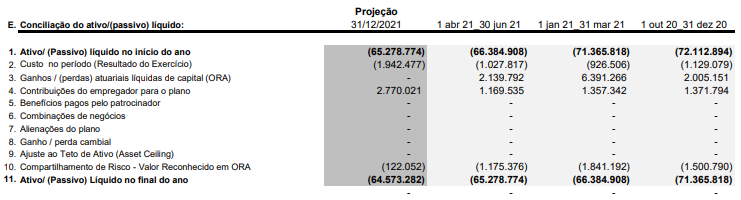 Projeção
E. Conciliação do ativo/(passivo) líquido: 31/12/2021 1 abr 21_30 jun 21 1 jan 21_31 mar 21 1 out 20_31 dez 20
1. Ativo/ (Passivo) líquido no início do ano (65.278.774) (66.384.908) (71.365.818) (72.112.894)
2. Custo no período (Resultado do Exercício) (1.942.477) (1.027.817) (926.506) (1.129.079)
3. Ganhos / (perdas) atuariais líquidas de capital (ORA) - 2.139.792 6.391.266 2.005.151
4. Contribuições do empregador para o plano 2.770.021 1.169.535 1.357.342 1.371.794
5. Benefícios pagos pelo patrocinador - - - -
6. Combinações de negócios - - - -
7. Alienações do plano - - - -
8. Ganho / perda cambial - - - -
9. Ajuste ao Teto de Ativo (Asset Ceiling) - - - -
10. Compartilhamento de Risco - Valor Reconhecido em ORA (122.052) (1.175.376) (1.841.192) (1.500.790)
11. Ativo/ (Passivo) Líquido no final do ano (64.573.282) (65.278.774) (66.384.908) (71.365.818)
- - - -